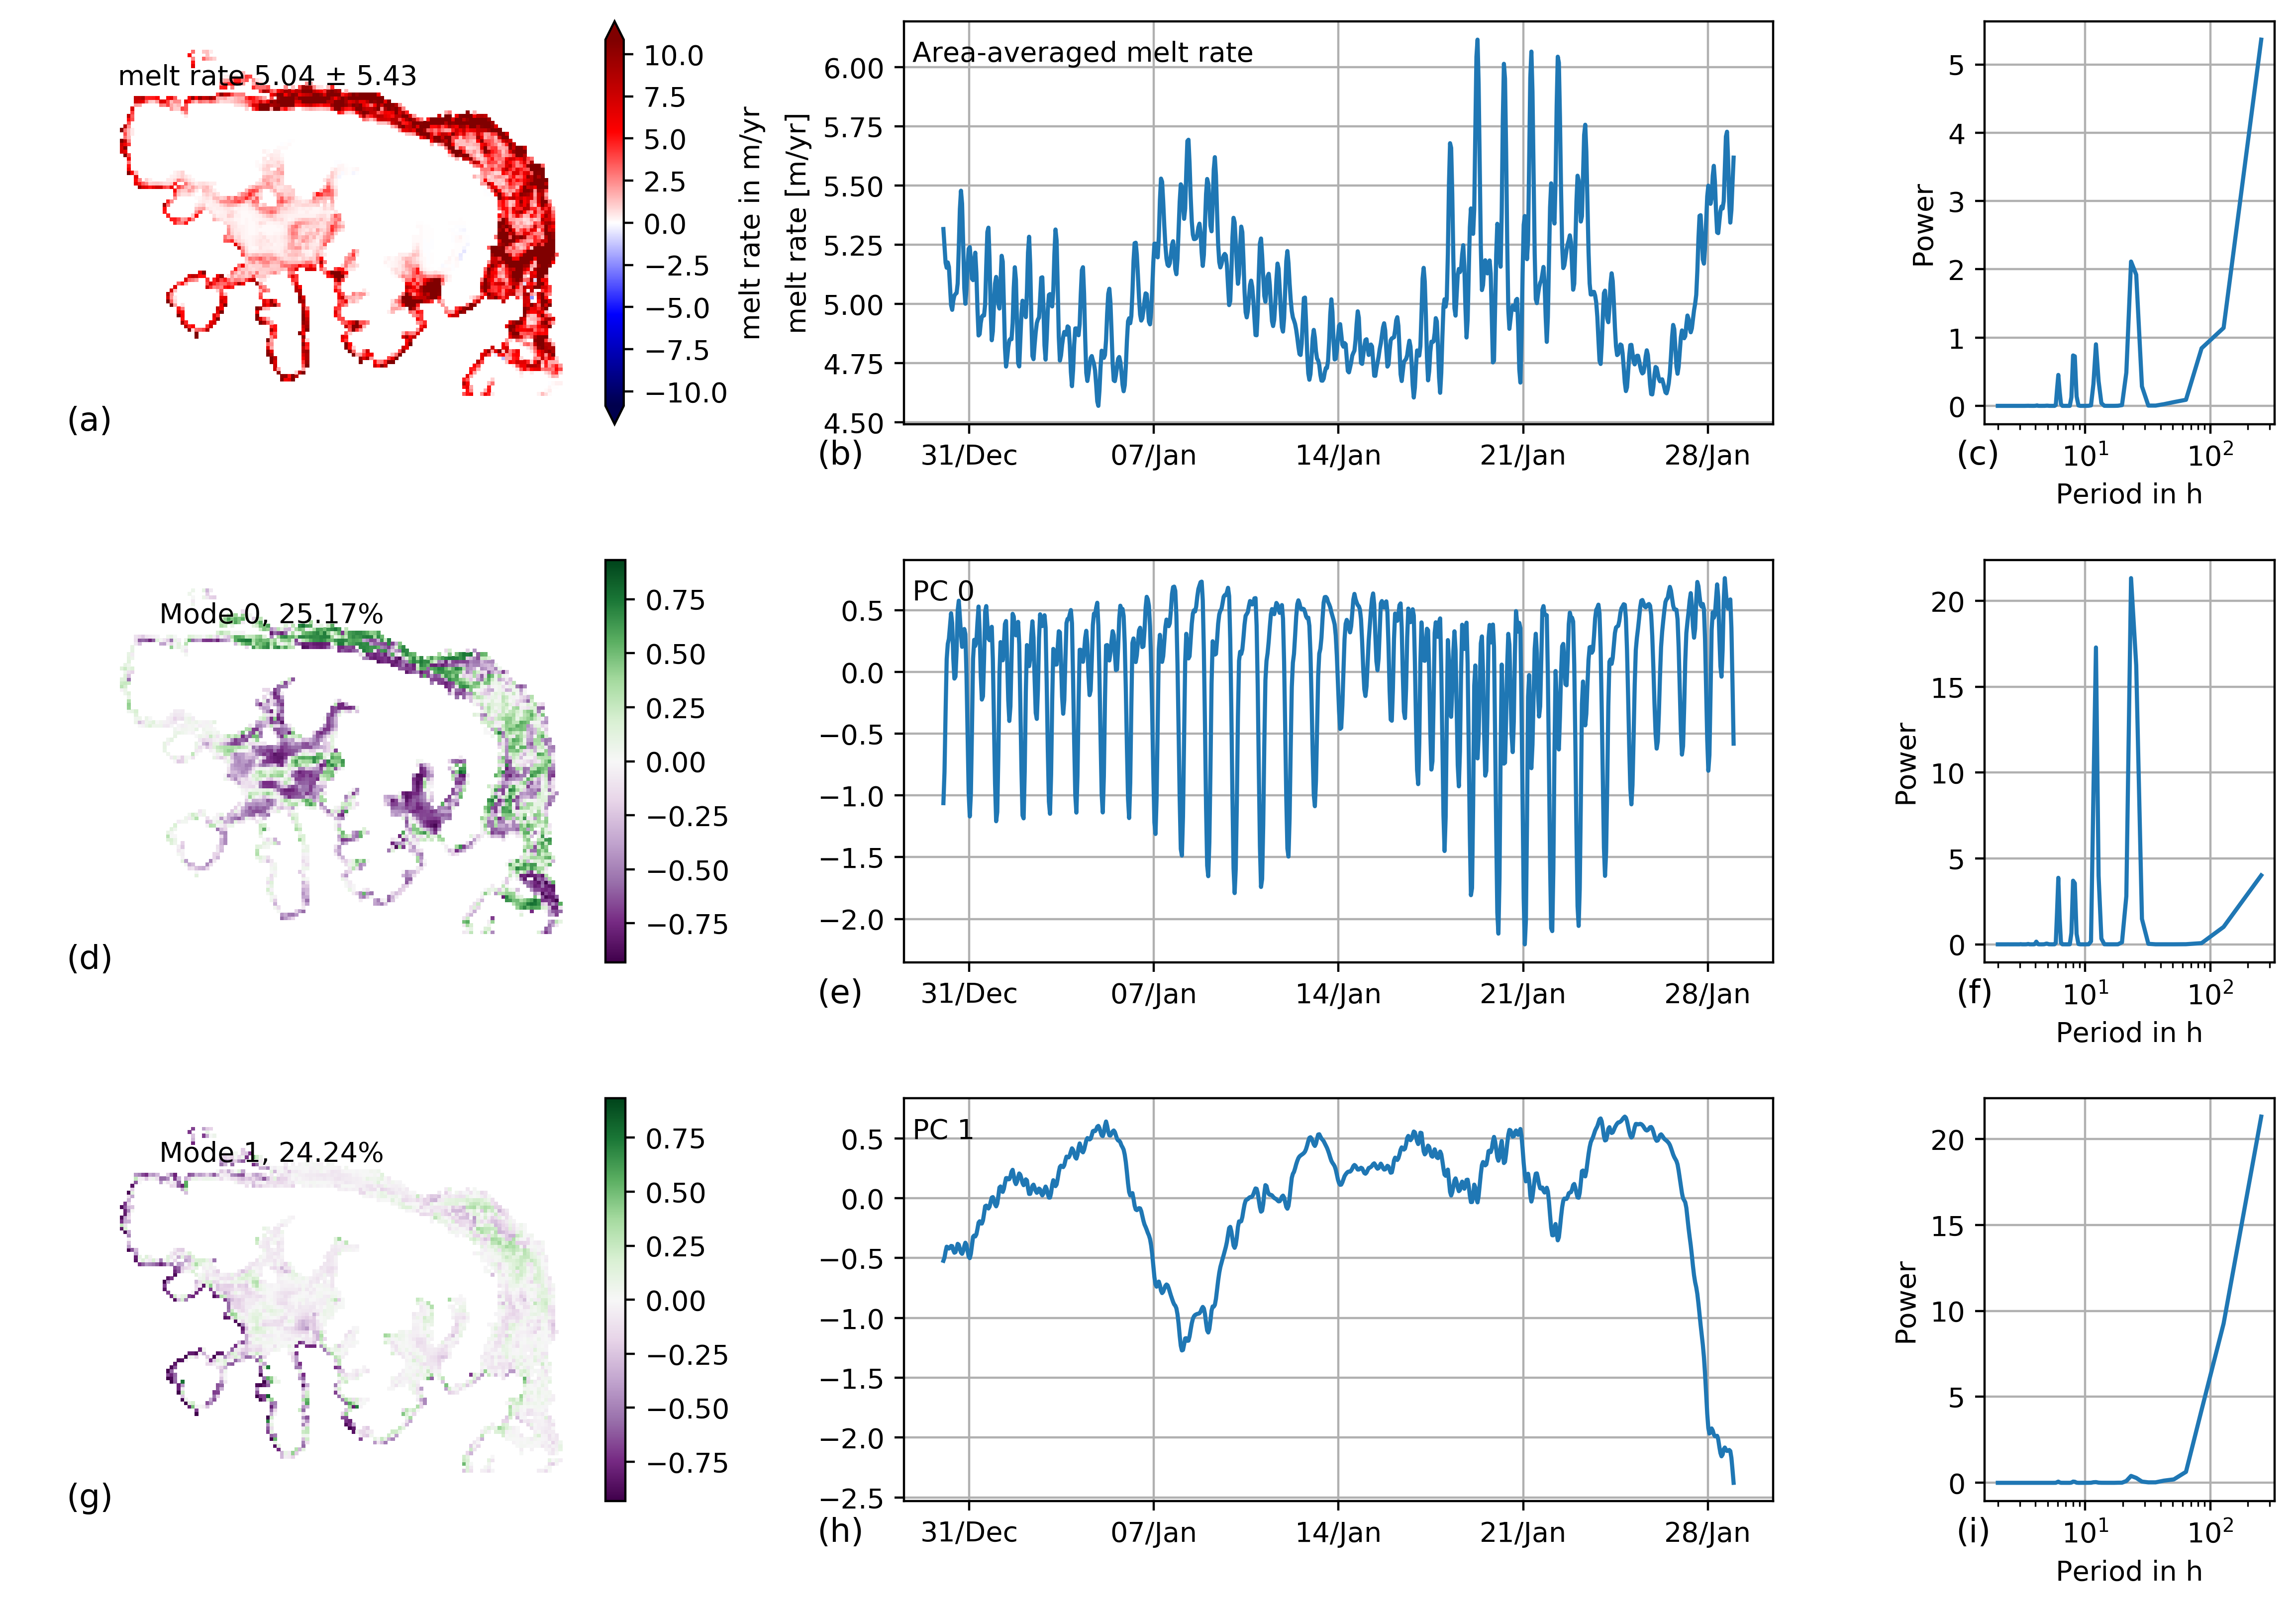 melt rate 5.04 ± 5.43
10.0
7.5
5.0
2.5
0.0
−2.5
−5.0
−7.5
−10.0
melt rate in m/yr
(a)
Area-averaged melt rate
melt rate [m/yr]
6.00
5.75
5.50
5.25
5.00
4.75
4.50
31/Dec 07/Jan 14/Jan 21/Jan 28/Jan
(b)
Power
5
4
3
2
1
0
10¹ 10²
Period in h
(c)
Mode 0, 25.17%
0.75
0.50
0.25
0.00
−0.25
−0.50
−0.75
(d)
PC 0
0.5
0.0
−0.5
−1.0
−1.5
−2.0
31/Dec 07/Jan 14/Jan 21/Jan 28/Jan
(e)
Power
20
15
10
5
0
10¹ 10²
Period in h
(f)
Mode 1, 24.24%
0.75
0.50
0.25
0.00
−0.25
−0.50
−0.75
(g)
PC 1
0.5
0.0
−0.5
−1.0
−1.5
−2.0
−2.5
31/Dec 07/Jan 14/Jan 21/Jan 28/Jan
(h)
Power
20
15
10
5
0
10¹ 10²
Period in h
(i)